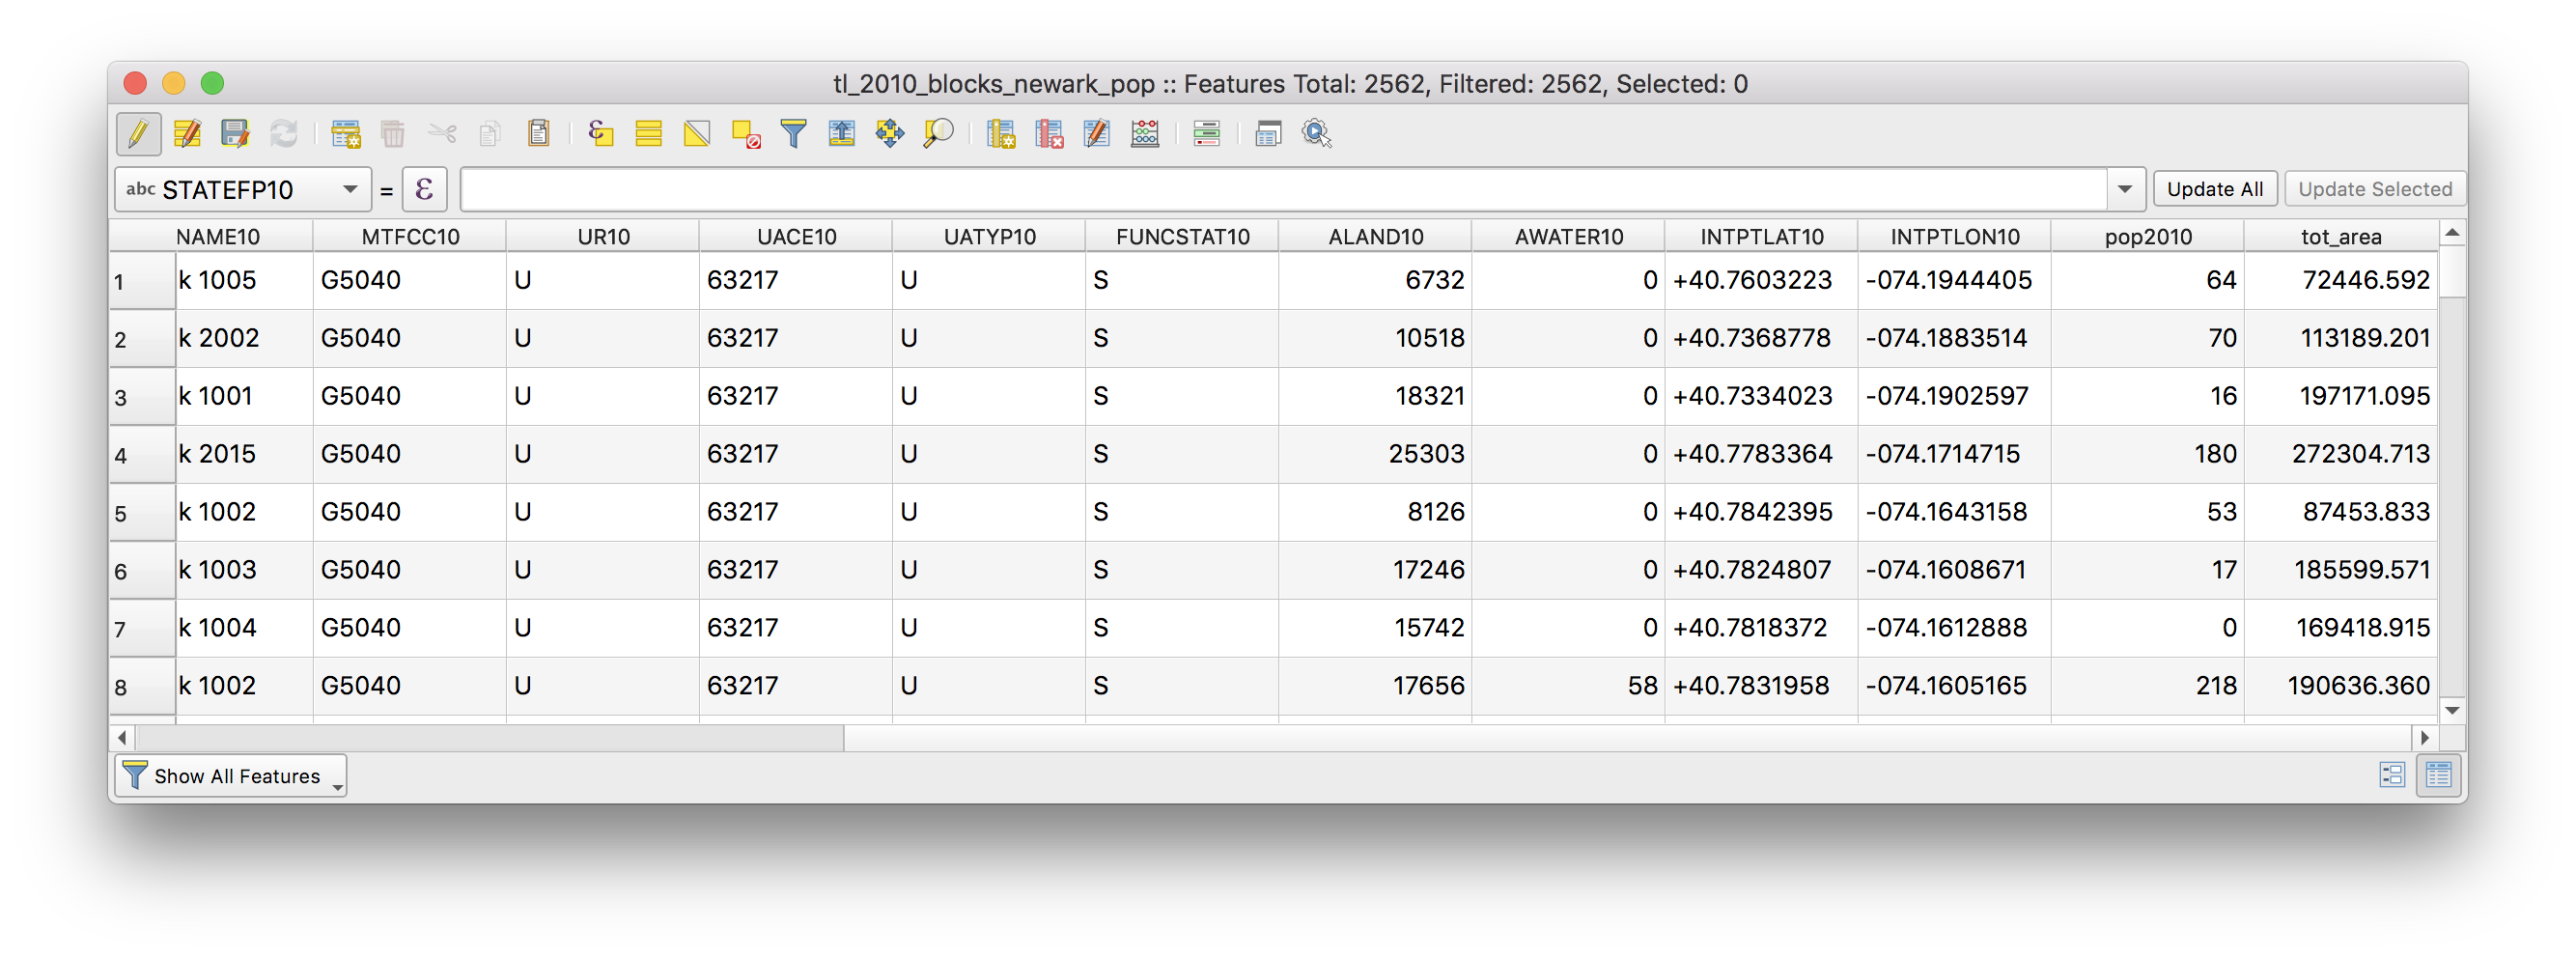 tl_2010_blocks_newark_pop :: Features Total: 2562, Filtered: 2562, Selected: 0
abc STATEFP10 = ε Update All Update Selected
NAME10 MTFCC10 UR10 UACE10 UATYP10 FUNCSTAT10 ALAND10 AWATER10 INTPTLAT10 INTPTLON10 pop2010 tot_area
1 k 1005 G5040 U 63217 U S 6732 0 +40.7603223 -074.1944405 64 72446.592
2 k 2002 G5040 U 63217 U S 10518 0 +40.7368778 -074.1883514 70 113189.201
3 k 1001 G5040 U 63217 U S 18321 0 +40.7334023 -074.1902597 16 197171.095
4 k 2015 G5040 U 63217 U S 25303 0 +40.7783364 -074.1714715 180 272304.713
5 k 1002 G5040 U 63217 U S 8126 0 +40.7842395 -074.1643158 53 87453.833
6 k 1003 G5040 U 63217 U S 17246 0 +40.7824807 -074.1608671 17 185599.571
7 k 1004 G5040 U 63217 U S 15742 0 +40.7818372 -074.1612888 0 169418.915
8 k 1002 G5040 U 63217 U S 17656 58 +40.7831958 -074.1605165 218 190636.360
Show All Features